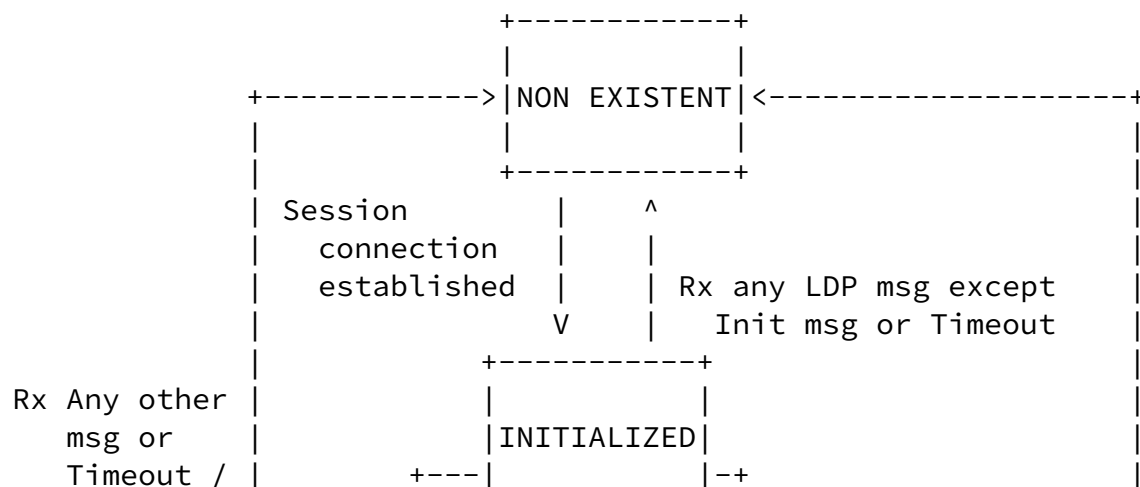 NON EXISTENT
Session
connection
established
Rx any LDP msg except
Init msg or Timeout
Rx Any other
msg or
Timeout /
INITIALIZED